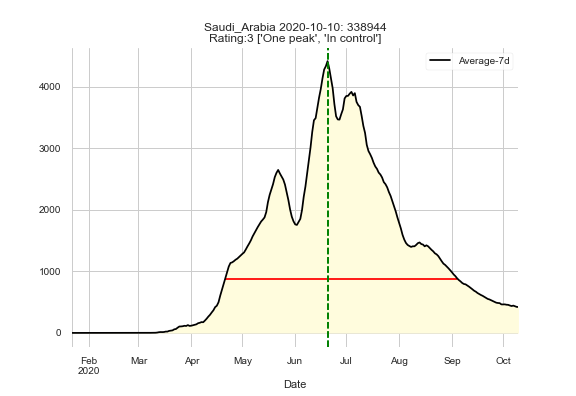 Saudi_Arabia 2020-10-10: 338944
Rating:3 ['One peak', 'In control']
Average-7d
4000
3000
2000
1000
0
Feb Mar Apr May Jun Jul Aug Sep Oct
2020
Date